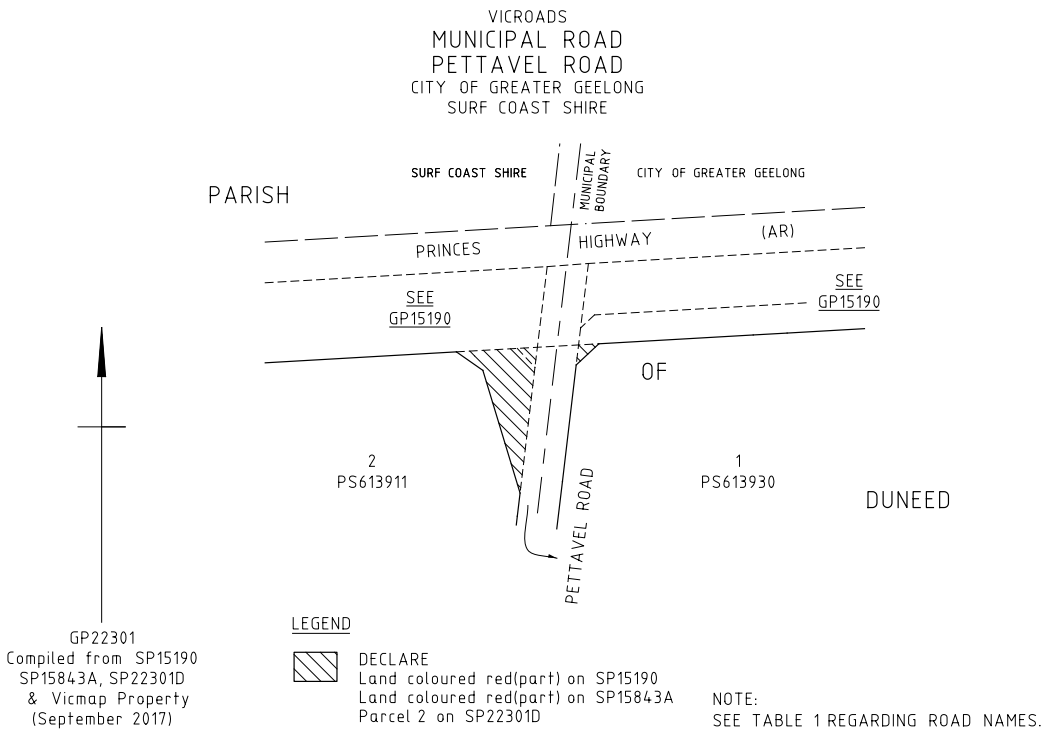 VICROADS
MUNICIPAL ROAD
PETTAVEL ROAD
CITY OF GREATER GEELONG
SURF COAST SHIRE
SURF COAST SHIRE
MUNICIPAL
BOUNDARY
CITY OF GREATER GEELONG
PARISH
PRINCES HIGHWAY (AR)
SEE
GP15190
SEE
GP15190
OF
2
PS613911
1
PS613930
DUNEED
PETTAVEL ROAD
GP22301
Compiled from SP15190
SP15843A, SP22301D
& Vicmap Property
(September 2017)
LEGEND
DECLARE
Land coloured red(part) on SP15190
Land coloured red(part) on SP15843A
Parcel 2 on SP22301D
NOTE:
SEE TABLE 1 REGARDING ROAD NAMES.